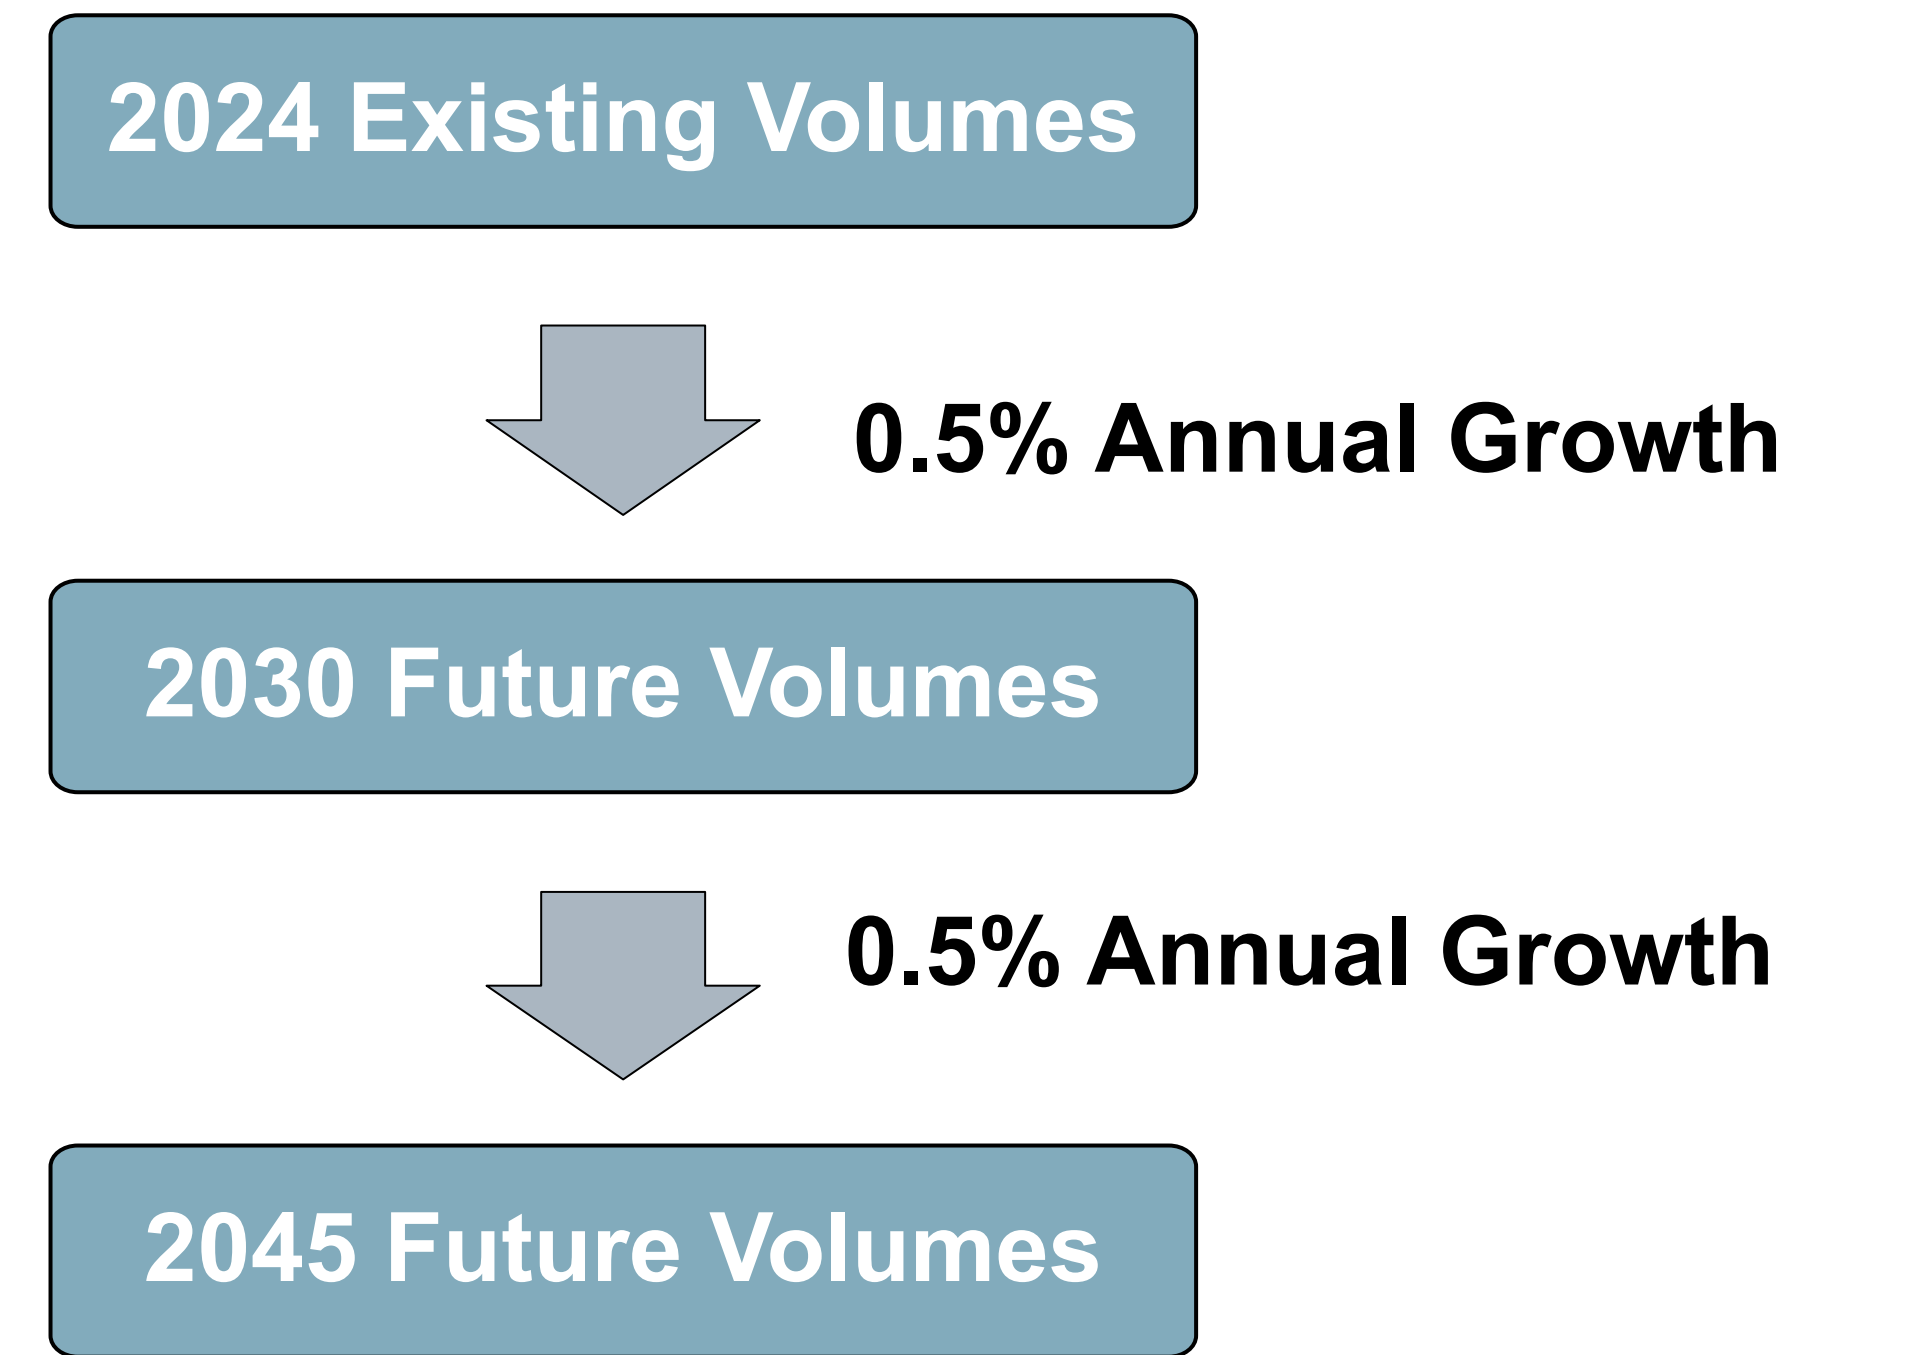 2024 Existing Volumes
0.5% Annual Growth
2030 Future Volumes
0.5% Annual Growth
2045 Future Volumes